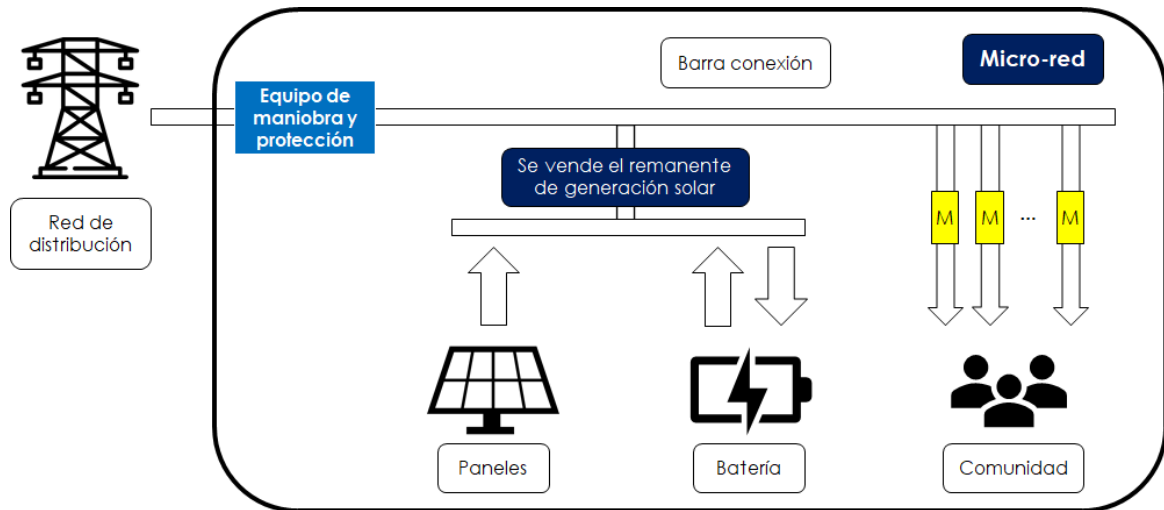 Barra conexión
Micro-red
Equipo de
maniobra y
protección
Se vende el remanente
de generación solar
Red de
distribución
M
M
...
M
Paneles
Batería
Comunidad